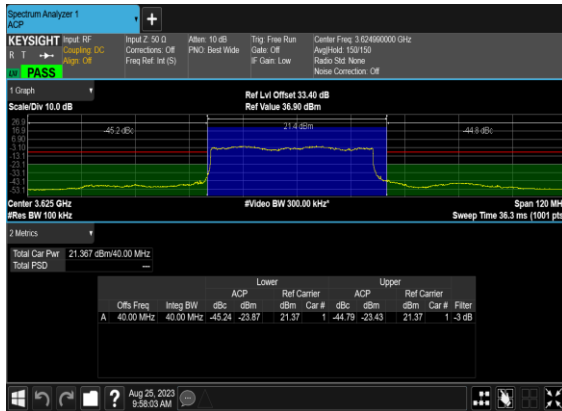 Spectrum Analyzer 1
ACP
+
KEYSIGHT Input: RF Input Z: 50 Ω Atten: 10 dB Trig: Free Run Center Freq: 3.624990000 GHz
R T Coupling: DC Corrections: Off PNO: Best Wide Gate: Off Avg|Hold: 150/150
Align: Off Freq Ref: Int (S) IF Gain: Low Radio Std: None
PASS Noise Correction: Off
1 Graph Ref Lvl Offset 33.40 dB
Scale/Div 10.0 dB Ref Value 36.90 dBm
26.9 21.4 dBm
16.9 -45.2 dBc -44.8 dBc
6.90
-3.10
-13.1
-23.1
-33.1
-43.1
-53.1
Center 3.625 GHz #Video BW 300.00 kHz* Span 120 MH
#Res BW 100 kHz Sweep Time 36.3 ms (1001 pts
2 Metrics
Total Car Pwr 21.367 dBm/40.00 MHz
Total PSD ---
Lower Upper
ACP Ref Carrier ACP Ref Carrier
Offs Freq Integ BW dBc dBm dBm Car # dBc dBm dBm Car # Filter
A 40.00 MHz 40.00 MHz -45.24 -23.87 21.37 1 -44.79 -23.43 21.37 1 -3 dB
? Aug 25, 2023
9:58:03 AM